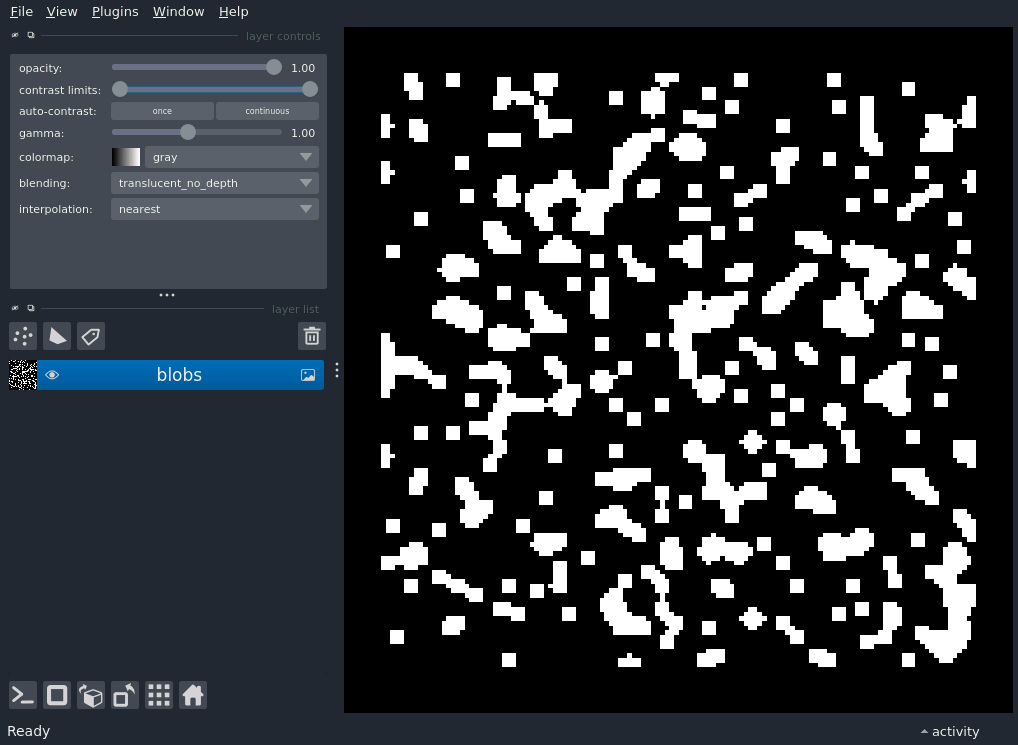 File View Plugins Window Help
layer controls
opacity: 1.00
contrast limits:
auto-contrast: once continuous
gamma: 1.00
colormap: gray
blending: translucent_no_depth
interpolation: nearest
layer list
blobs
Ready activity